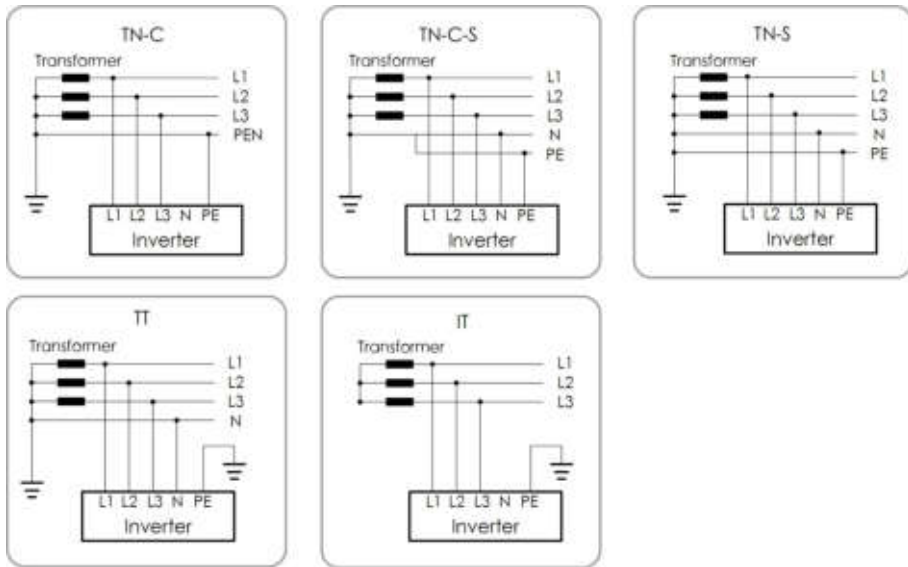 TN-C
Transformer
L1
L2
L3
PEN
L1 L2 L3 N PE
Inverter
TN-C-S
Transformer
L1
L2
L3
N
PE
L1 L2 L3 N PE
Inverter
TN-S
Transformer
L1
L2
L3
N
PE
L1 L2 L3 N PE
Inverter
TT
Transformer
L1
L2
L3
N
L1 L2 L3 N PE
Inverter
IT
Transformer
L1
L2
L3
L1 L2 L3 N PE
Inverter